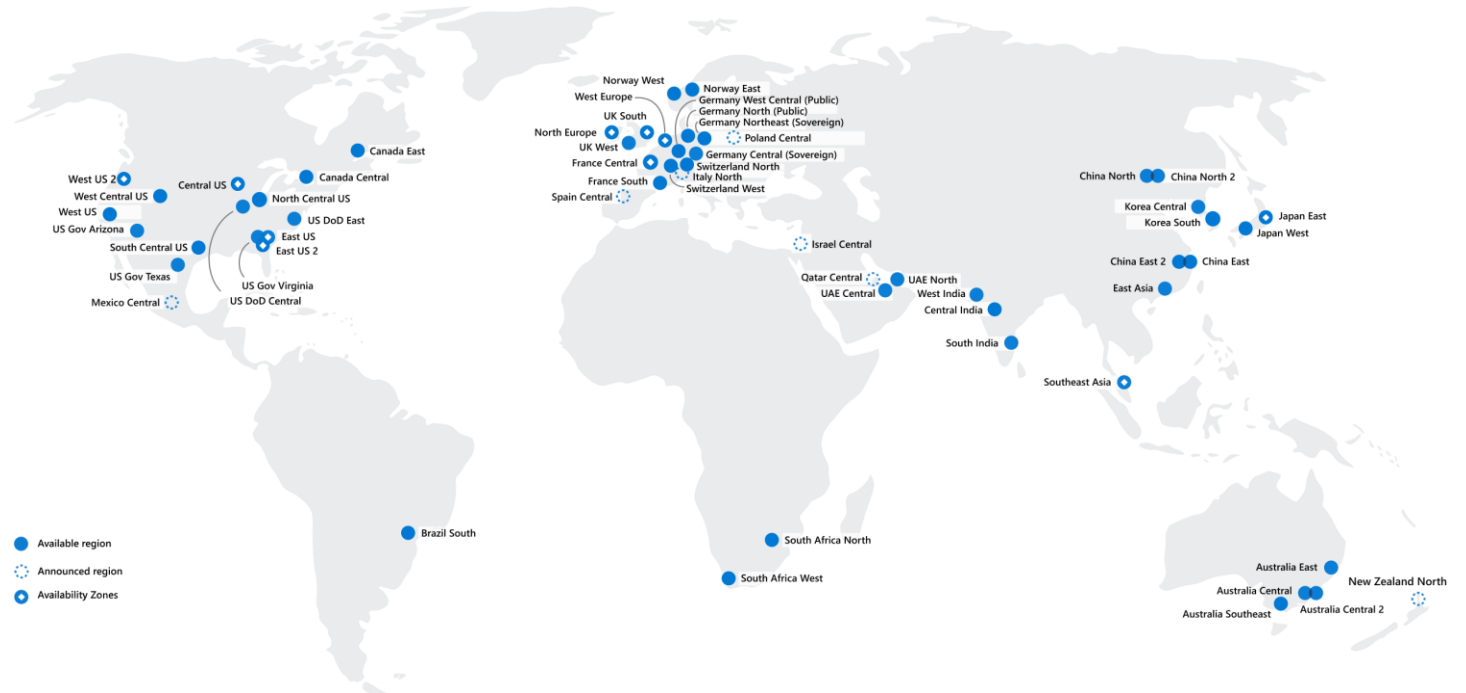 Norway West
Norway East
West Europe
Germany West Central (Public)
Germany North (Public)
UK South
Germany Northeast (Sovereign)
North Europe
Poland Central
UK West
Germany Central (Sovereign)
France Central
Switzerland North
Italy North
France South
Switzerland West
Spain Central
Canada East
West US 2
Central US
Canada Central
West Central US
North Central US
West US
US DoD East
US Gov Arizona
East US
South Central US
East US 2
US Gov Texas
US Gov Virginia
US DoD Central
Mexico Central
China North
China North 2
Korea Central
Korea South
Japan East
Japan West
Israel Central
China East 2
China East
Qatar Central
UAE North
UAE Central
West India
East Asia
Central India
South India
Southeast Asia
Brazil South
South Africa North
South Africa West
Available region
Announced region
Availability Zones
Australia East
New Zealand North
Australia Central
Australia Central 2
Australia Southeast